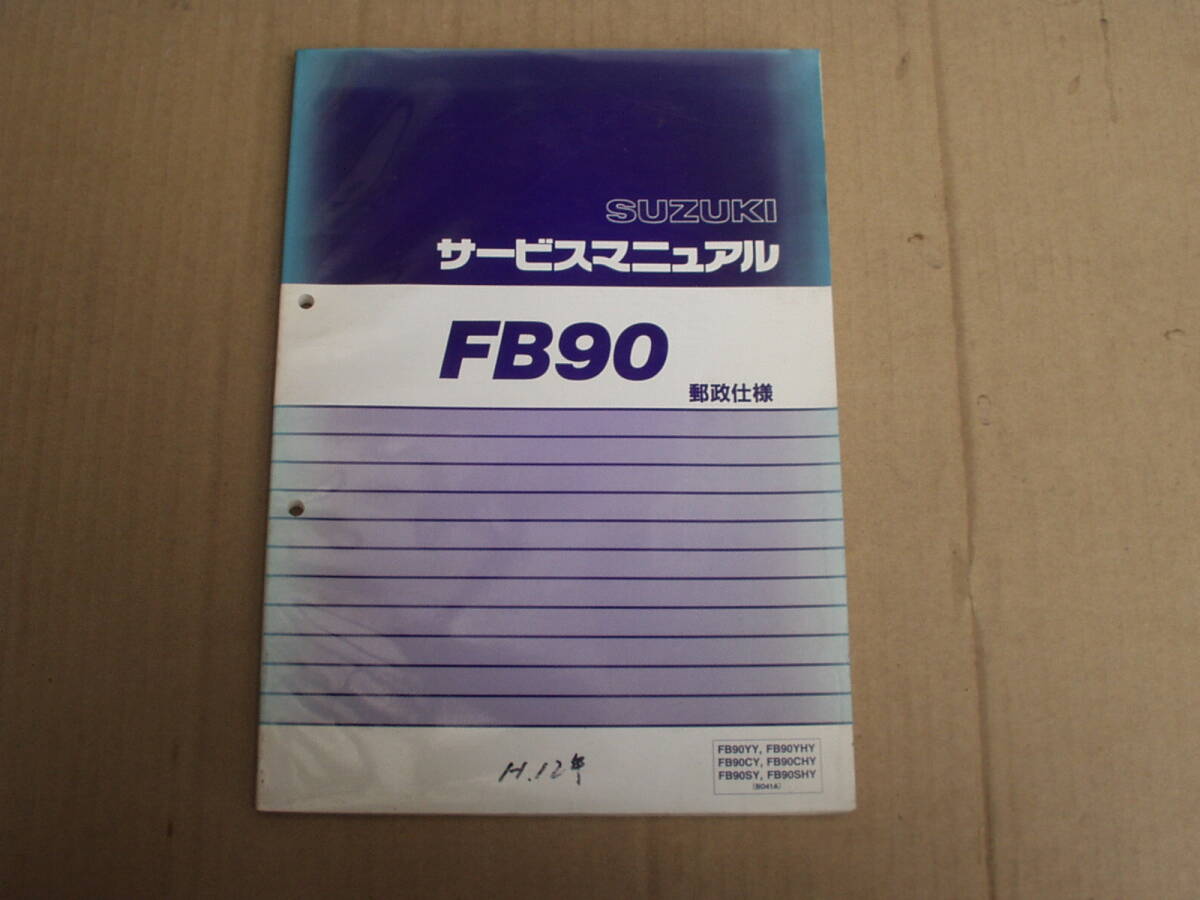 SUZUKI
サービスマニュアル
FB90
郵政仕様
H.12年
FB90YY, FB90YHY
FB90CY, FB90CHY
FB90SY, FB90SHY
(BD41A)